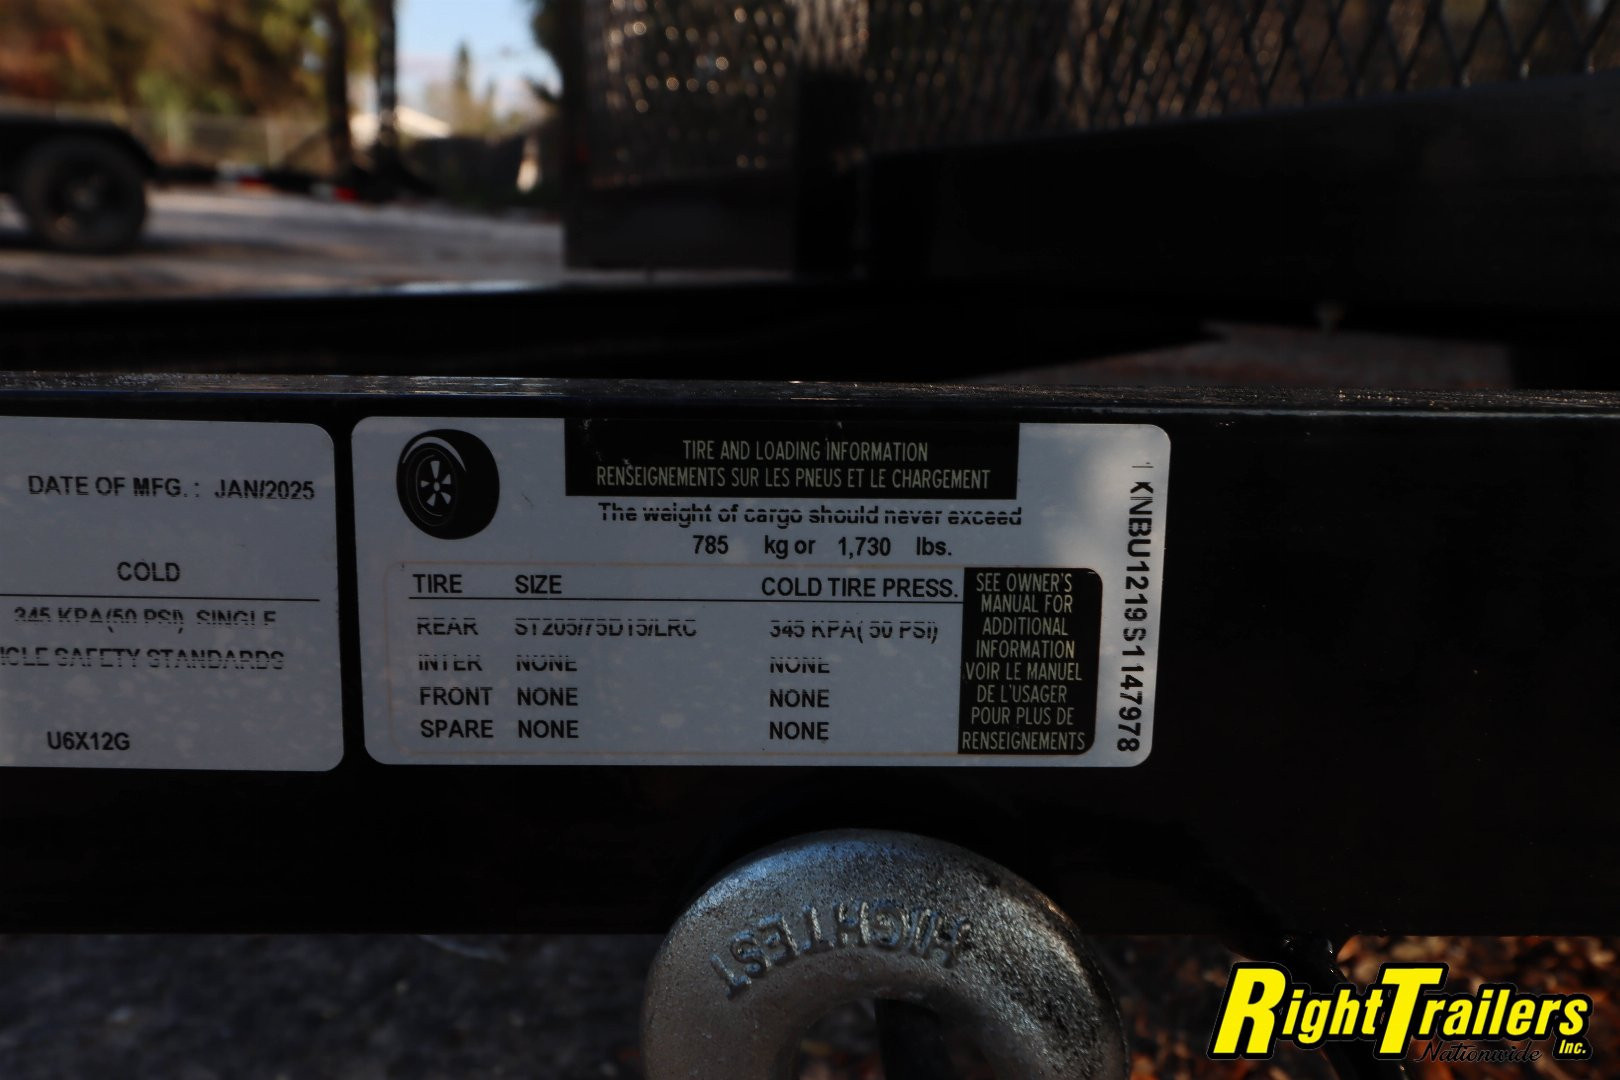 DATE OF MFG. : JAN/2025
COLD
345 KPA(50 PSI) SINGLE
SAFETY STANDARDS
U6X12G
TIRE AND LOADING INFORMATION
RENSEIGNEMENTS SUR LES PNEUS ET LE CHARGEMENT
The weight of cargo should never exceed
785 kg or 1,730 lbs.
TIRE SIZE COLD TIRE PRESS.
REAR ST205/75D15/LRC 345 KPA( 50 PSI)
INTER NONE NONE
FRONT NONE NONE
SPARE NONE NONE
SEE OWNER'S
MANUAL FOR
ADDITIONAL
INFORMATION
VOIR LE MANUEL
DE L'USAGER
POUR PLUS DE
RENSEIGNEMENTS
KNBU1219S1147978
HIGHTEST
RightTrailers
Nationwide Inc.